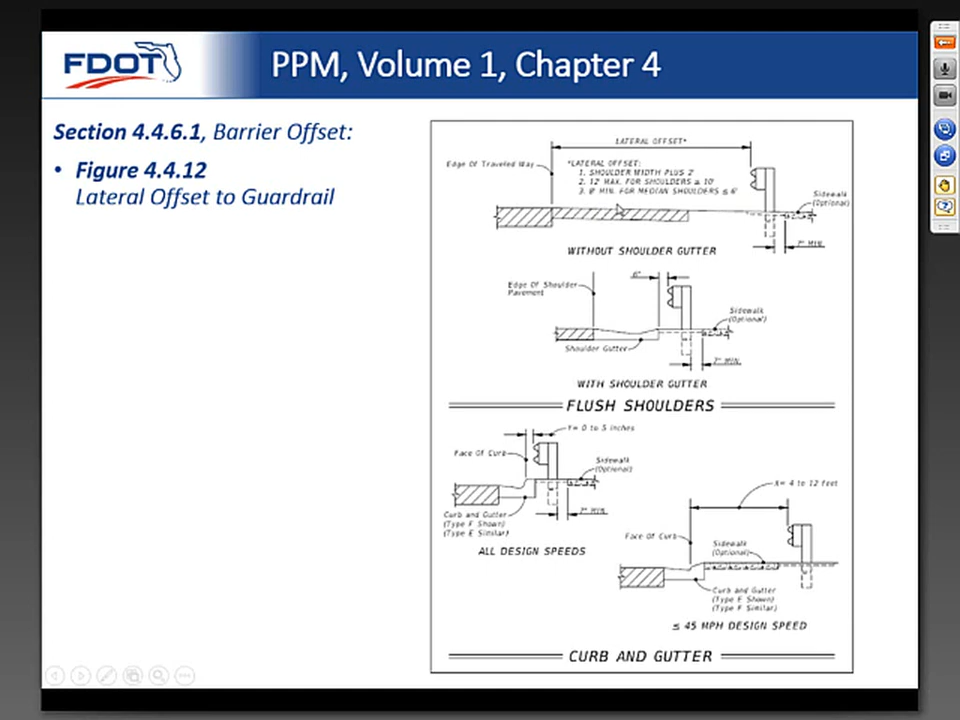 FDOT
PPM, Volume 1, Chapter 4
Section 4.4.6.1, Barrier Offset:
• Figure 4.4.12
Lateral Offset to Guardrail
LATERAL OFFSET*
Edge Of Traveled Way
*LATERAL OFFSET:
1. SHOULDER WIDTH PLUS 2'
2. 12' MAX. FOR SHOULDERS ≥ 10'
3. 8' MIN. FOR MEDIAN SHOULDERS ≤ 6'
Sidewalk
(Optional)
MIN
WITHOUT SHOULDER GUTTER
6"
Edge Of Shoulder
Pavement
Sidewalk
(Optional)
Shoulder Gutter
MIN
WITH SHOULDER GUTTER
FLUSH SHOULDERS
Y= 0 to 5 inches
Face Of Curb
Sidewalk
(Optional)
Curb and Gutter
(Type F Shown)
(Type E Similar)
MIN
ALL DESIGN SPEEDS
X= 4 to 12 feet
Face Of Curb
Sidewalk
(Optional)
Curb and Gutter
(Type E Shown)
(Type F Similar)
≤ 45 MPH DESIGN SPEED
CURB AND GUTTER